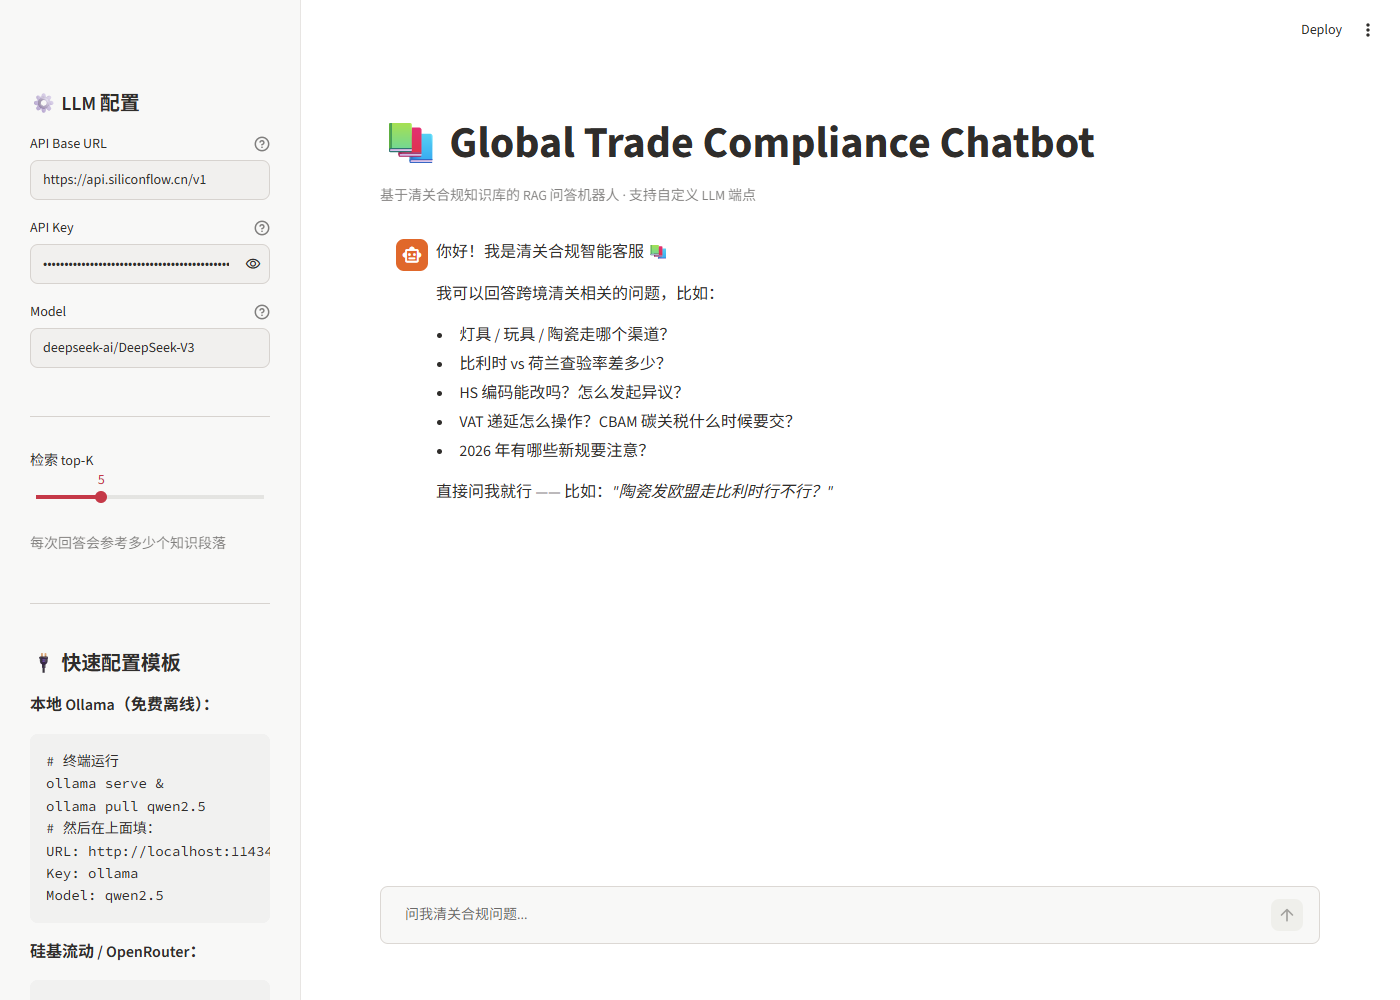 Deploy
LLM 配置
API Base URL
https://api.siliconflow.cn/v1
API Key
••••••••••••••••••••••••••••••••••••••••••••
Model
deepseek-ai/DeepSeek-V3
检索 top-K
5
每次回答会参考多少个知识段落
快速配置模板
本地 Ollama（免费离线）：
# 终端运行
ollama serve &
ollama pull qwen2.5
# 然后在上面填：
URL: http://localhost:11434
Key: ollama
Model: qwen2.5
硅基流动 / OpenRouter：
Global Trade Compliance Chatbot
基于清关合规知识库的 RAG 问答机器人 · 支持自定义 LLM 端点
你好！我是清关合规智能客服
我可以回答跨境清关相关的问题，比如：
• 灯具 / 玩具 / 陶瓷走哪个渠道？
• 比利时 vs 荷兰查验率差多少？
• HS 编码能改吗？怎么发起异议？
• VAT 递延怎么操作？CBAM 碳关税什么时候要交？
• 2026 年有哪些新规要注意？
直接问我就行 —— 比如："陶瓷发欧盟走比利时行不行？"
问我清关合规问题...